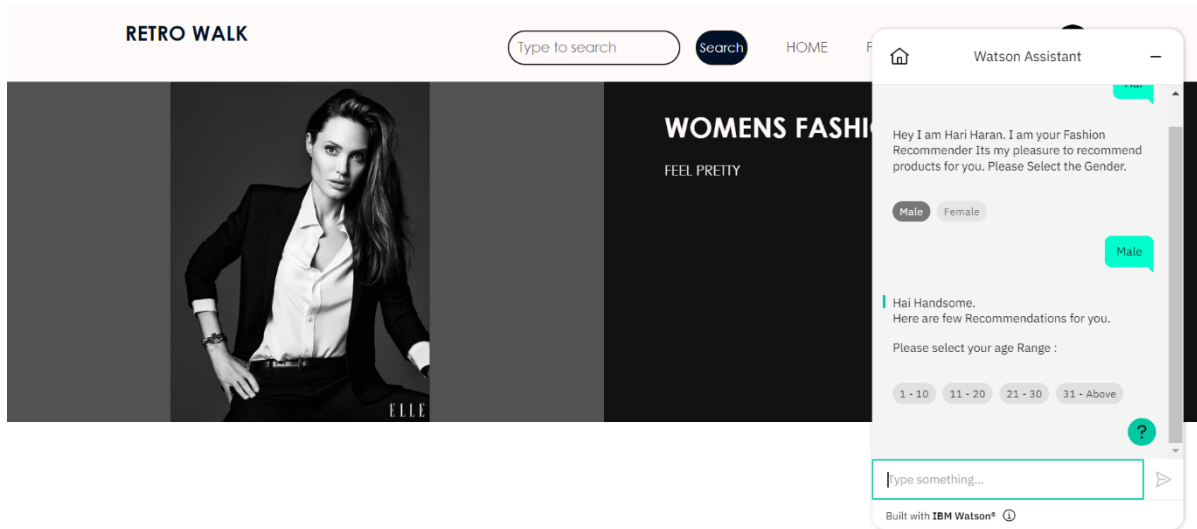 RETRO WALK
Type to search
Search
HOME
WOMENS FASHI
FEEL PRETTY
ELLE
Watson Assistant
Hai
Hey I am Hari Haran. I am your Fashion
Recommender Its my pleasure to recommend
products for you. Please Select the Gender.
Male Female
Male
Hai Handsome.
Here are few Recommendations for you.
Please select your age Range :
1 - 10 11 - 20 21 - 30 31 - Above
?
Type something...
Built with IBM Watson®